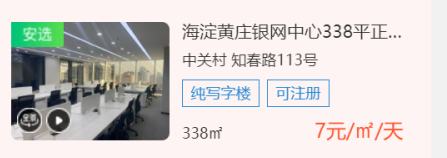 安选
海淀黄庄银网中心338平正...
中关村 知春路113号
纯写字楼 可注册
338㎡ 7元/㎡/天